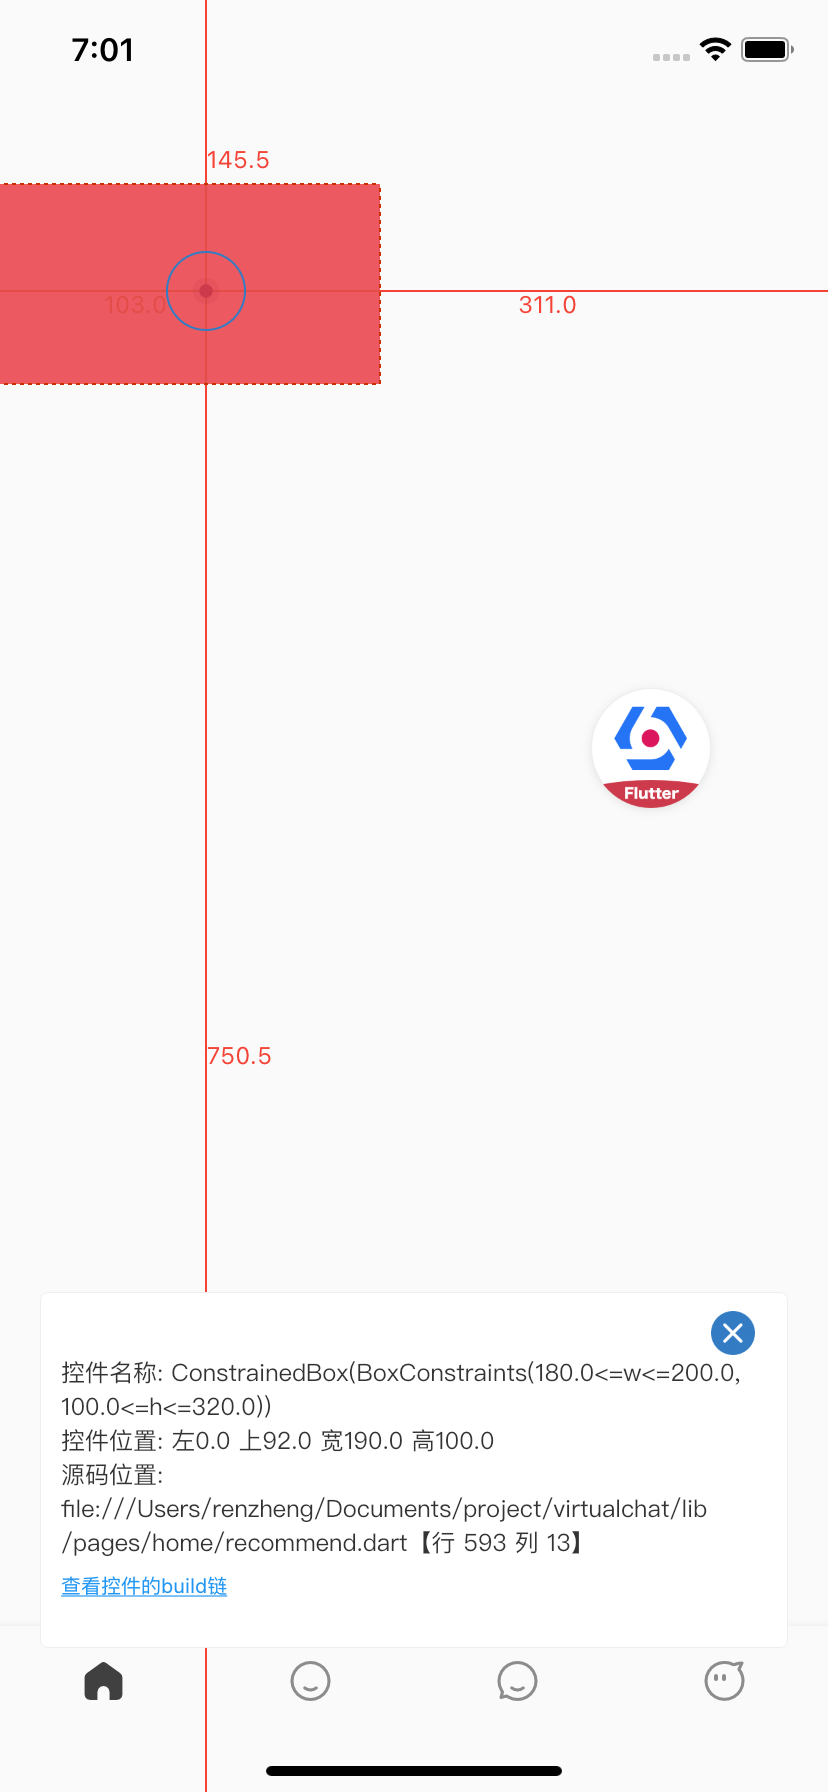 7:01
145.5
103.0
311.0
Flutter
750.5
控件名称: ConstrainedBox(BoxConstraints(180.0<=w<=200.0,
100.0<=h<=320.0))
控件位置: 左0.0 上92.0 宽190.0 高100.0
源码位置:
file:///Users/renzheng/Documents/project/virtualchat/lib
/pages/home/recommend.dart【行 593 列 13】
查看控件的build链